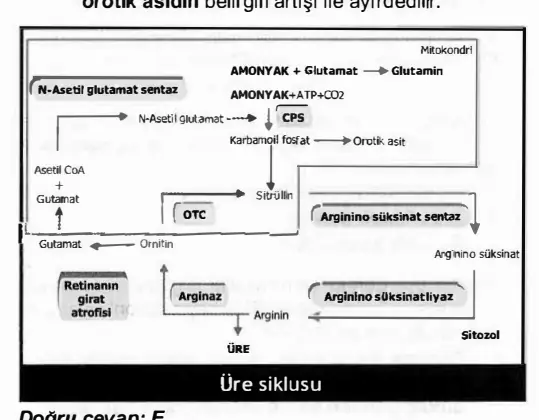 orotik asidin belirgin artışı ile ayırdedilir.
Mitokondri
AMONYAK + Glutamat Glutamin
N-Asetil glutamat sentaz
AMONYAK+ATP+CO2
N-Asetil glutamat
CPS
Karbamoil fosfat Orotik asit
Asetil CoA
+
Gutamat
Sitrüllin
OTC
Arginino süksinat sentaz
Gutamat Ornitin
Arginino süksinat
Retinanın
girat
atrofisi
Arginaz
Arginino süksinat liyaz
Arginin
Sitozol
ÜRE
Üre siklusu
Doğru cevap: E